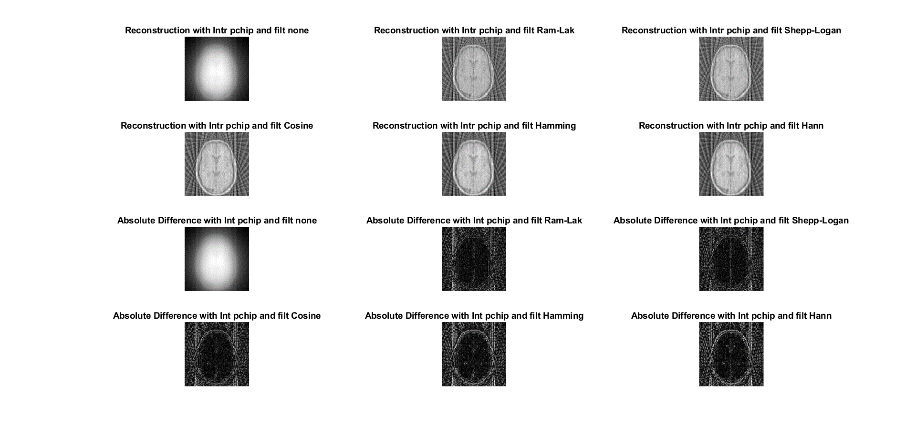 Reconstruction with Intr pchip and filt none
Reconstruction with Intr pchip and filt Ram-Lak
Reconstruction with Intr pchip and filt Shepp-Logan
Reconstruction with Intr pchip and filt Cosine
Reconstruction with Intr pchip and filt Hamming
Reconstruction with Intr pchip and filt Hann
Absolute Difference with Int pchip and filt none
Absolute Difference with Int pchip and filt Ram-Lak
Absolute Difference with Int pchip and filt Shepp-Logan
Absolute Difference with Int pchip and filt Cosine
Absolute Difference with Int pchip and filt Hamming
Absolute Difference with Int pchip and filt Hann